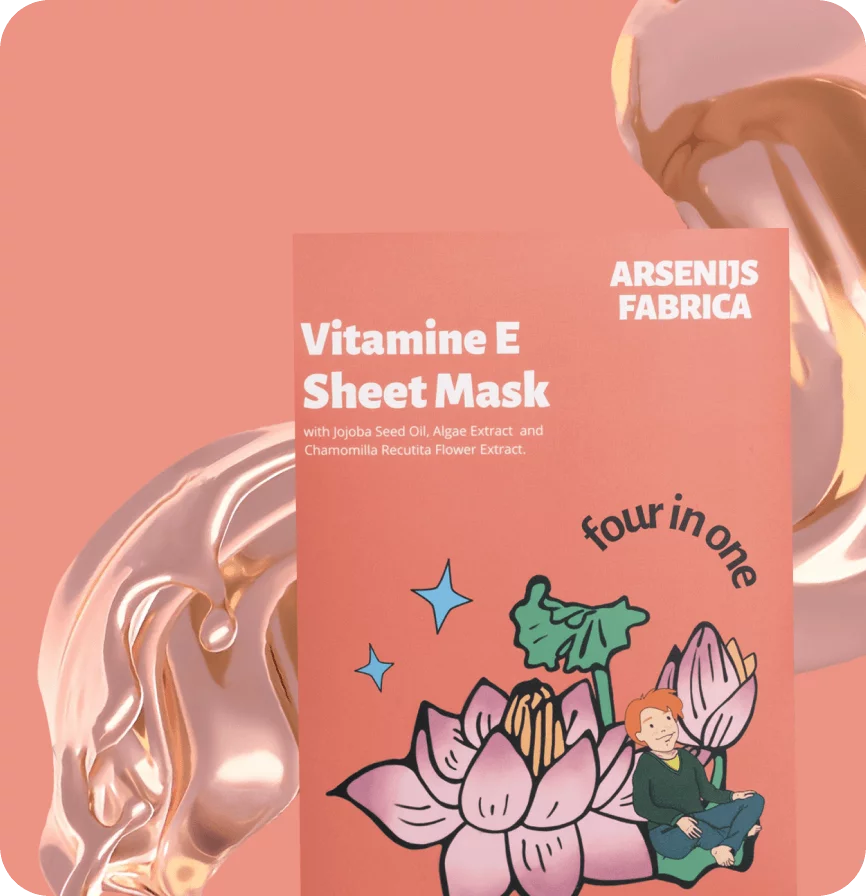 ARSENIJS
FABRICA
Vitamine E
Sheet Mask
with Jojoba Seed Oil, Algae Extract and
Chamomilla Recutita Flower Extract.
four in one